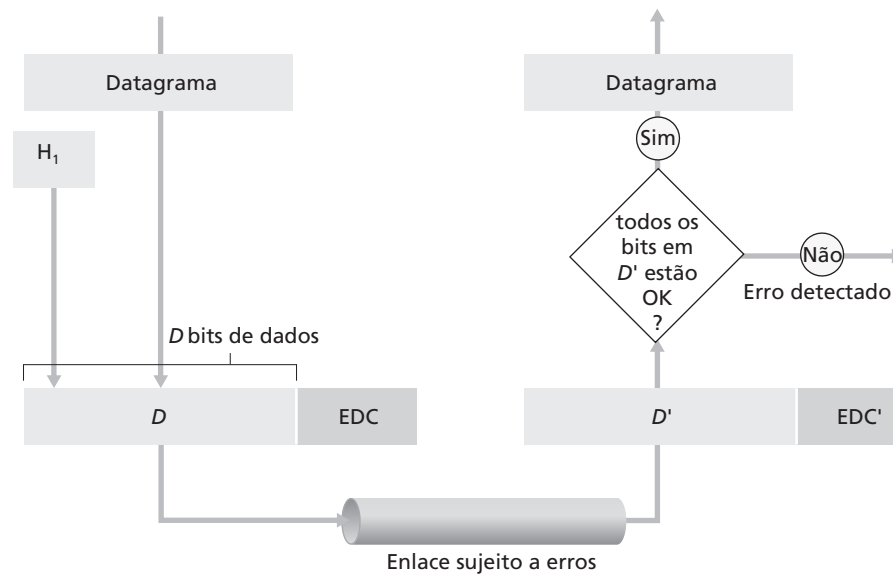 Datagrama
H₁
D bits de dados
D
EDC
Enlace sujeito a erros
Datagrama
Sim
todos os
bits em
D' estão
OK
?
Não
Erro detectado
D'
EDC'